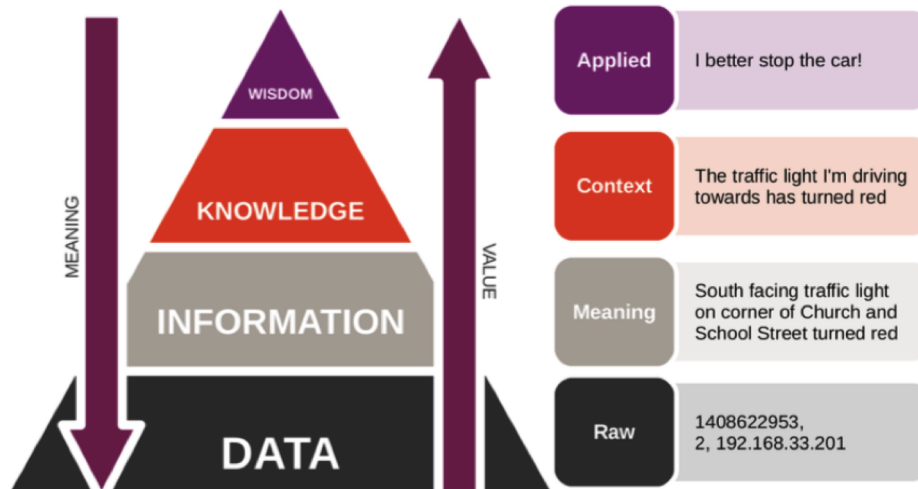 WISDOM
KNOWLEDGE
INFORMATION
DATA
MEANING
VALUE
Applied
I better stop the car!
Context
The traffic light I'm driving
towards has turned red
Meaning
South facing traffic light
on corner of Church and
School Street turned red
Raw
1408622953,
2, 192.168.33.201